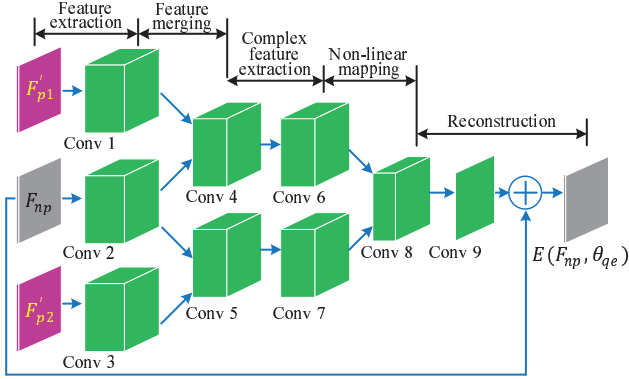 Feature
extraction
Feature
merging
Complex
feature
extraction
Non-linear
mapping
Reconstruction
F'p1
Conv 1
Conv 4
Conv 6
Fnp
Conv 2
Conv 8
Conv 9
E(Fnp, θqe)
F'p2
Conv 5
Conv 7
Conv 3